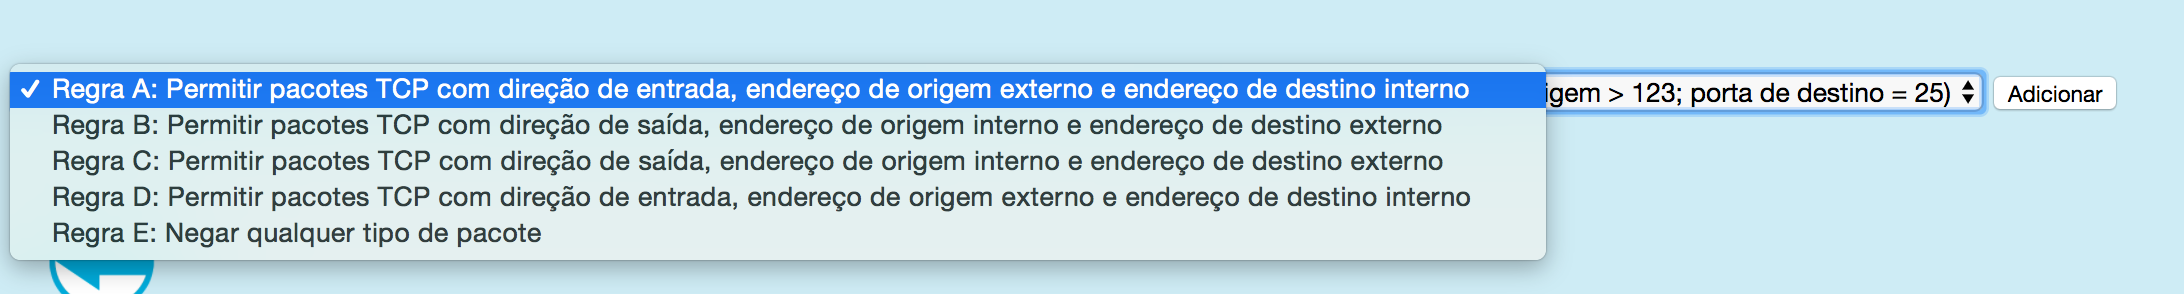 ✓ Regra A: Permitir pacotes TCP com direção de entrada, endereço de origem externo e endereço de destino interno
igem > 123; porta de destino = 25)
Adicionar
Regra B: Permitir pacotes TCP com direção de saída, endereço de origem interno e endereço de destino externo
Regra C: Permitir pacotes TCP com direção de saída, endereço de origem interno e endereço de destino externo
Regra D: Permitir pacotes TCP com direção de entrada, endereço de origem externo e endereço de destino interno
Regra E: Negar qualquer tipo de pacote